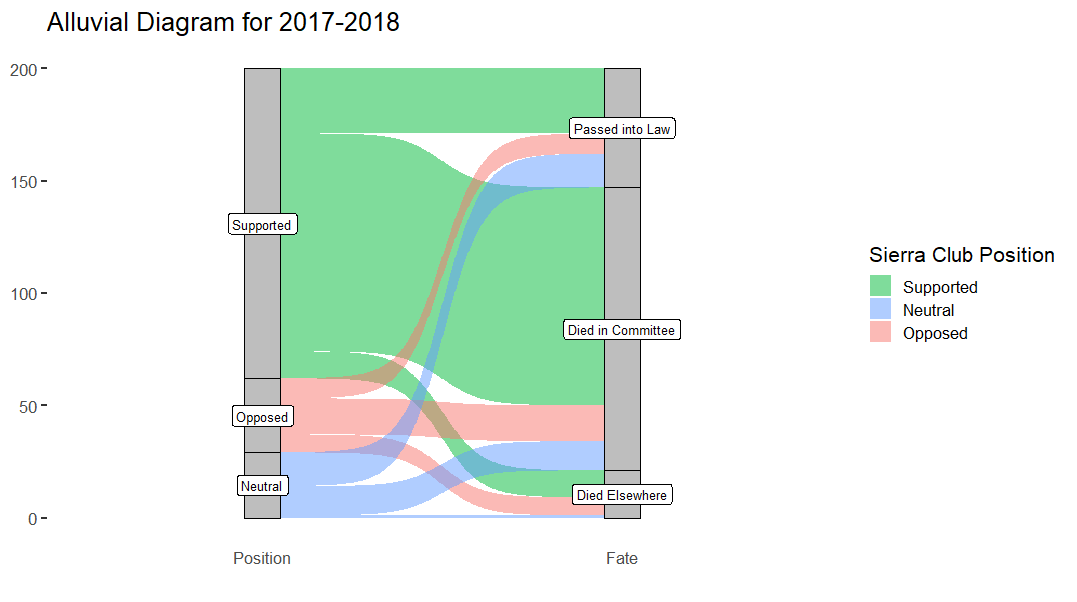 Alluvial Diagram for 2017-2018
200
150
100
50
0
Supported
Opposed
Neutral
Passed into Law
Died in Committee
Died Elsewhere
Position
Fate
Sierra Club Position
Supported
Neutral
Opposed